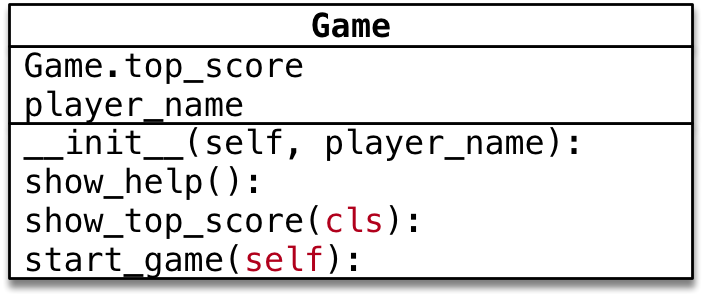 Game
Game.top_score
player_name
__init__(self, player_name):
show_help():
show_top_score(cls):
start_game(self):